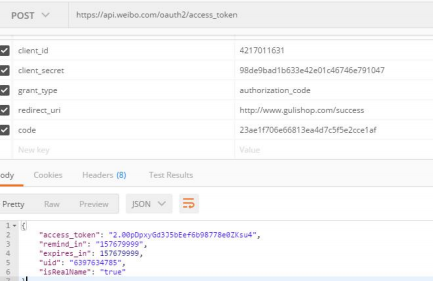 POST https://api.weibo.com/oauth2/access_token
client_id 4217011631
client_secret 98de9bad1b633e42e01c46746e791047
grant_type authorization_code
redirect_uri http://www.gulishop.com/success
code 23ae1f706e66813ea4d7c5f5e2cce1af
New key Value
ody Cookies Headers (8) Test Results
Pretty Raw Preview JSON
1 {
2 "access_token": "2.00pDpxyGd3J5bEef6b98778e0ZKsu4",
3 "remind_in": "157679999",
4 "expires_in": 157679999,
5 "uid": "6397634785",
6 "isRealName": "true"
7 }